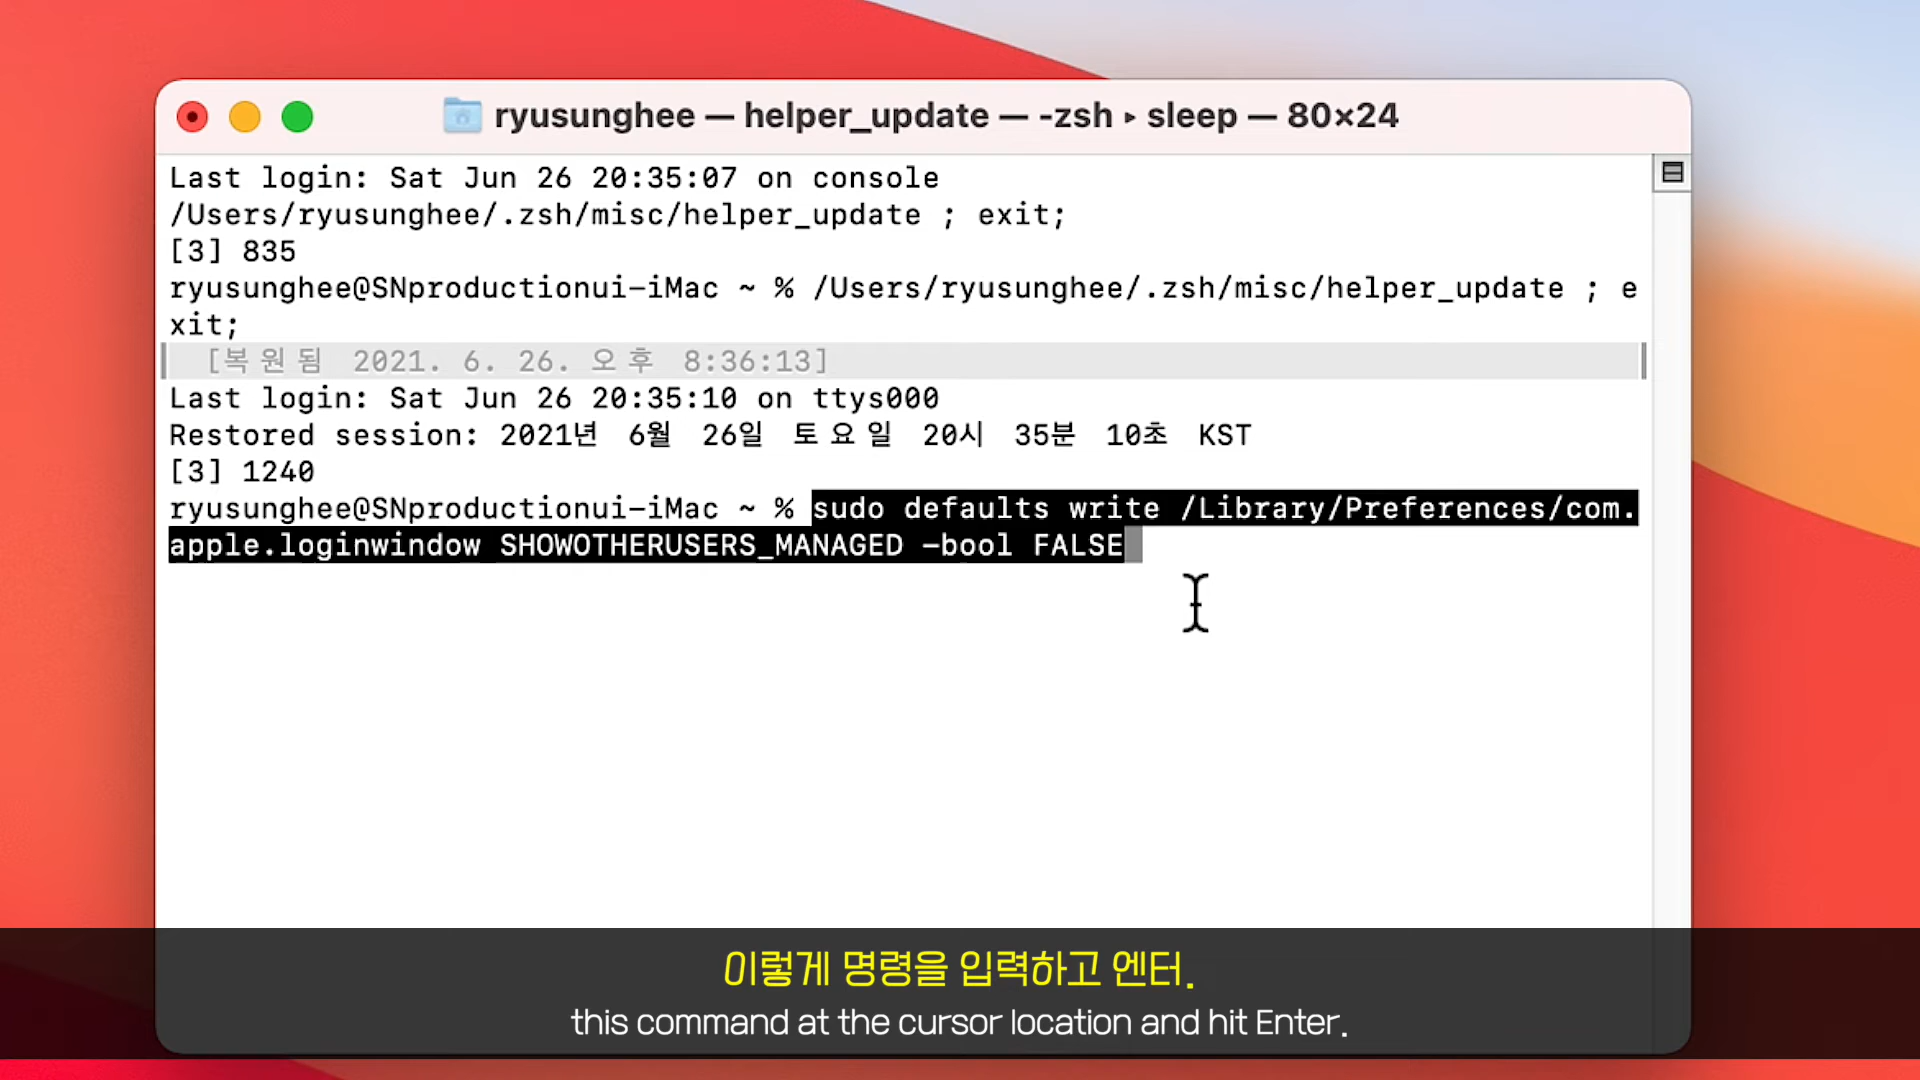 ryusunghee — helper_update — -zsh ▸ sleep — 80×24
Last login: Sat Jun 26 20:35:07 on console
/Users/ryusunghee/.zsh/misc/helper_update ; exit;
[3] 835
ryusunghee@SNproductionui-iMac ~ % /Users/ryusunghee/.zsh/misc/helper_update ; e
xit;
[복원됨 2021. 6. 26. 오후 8:36:13]
Last login: Sat Jun 26 20:35:10 on ttys000
Restored session: 2021년 6월 26일 토요일 20시 35분 10초 KST
[3] 1240
ryusunghee@SNproductionui-iMac ~ % sudo defaults write /Library/Preferences/com.
apple.loginwindow SHOWOTHERUSERS_MANAGED -bool FALSE
이렇게 명령을 입력하고 엔터.
this command at the cursor location and hit Enter.